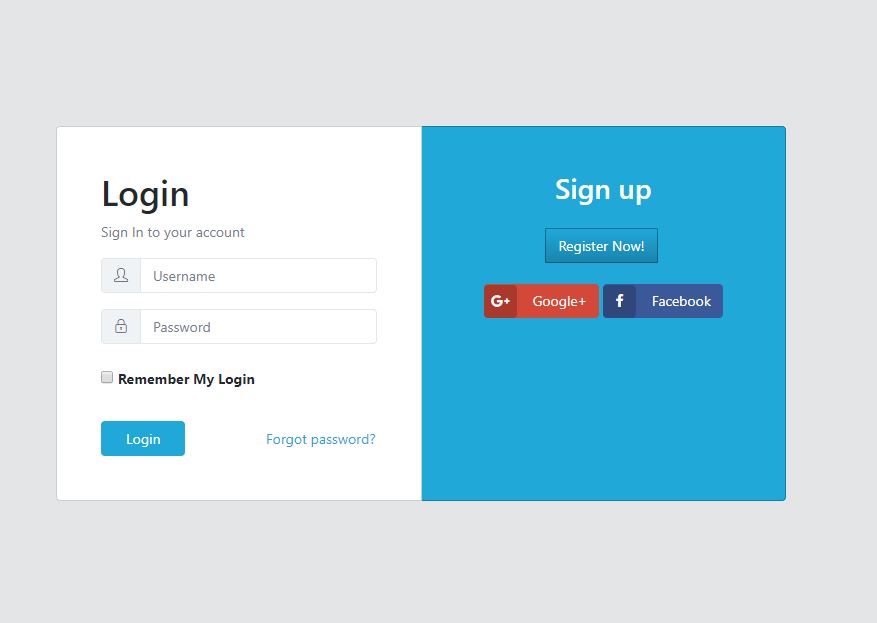 Login
Sign In to your account
Username
Password
Remember My Login
Login
Forgot password?
Sign up
Register Now!
G+ Google+
f Facebook